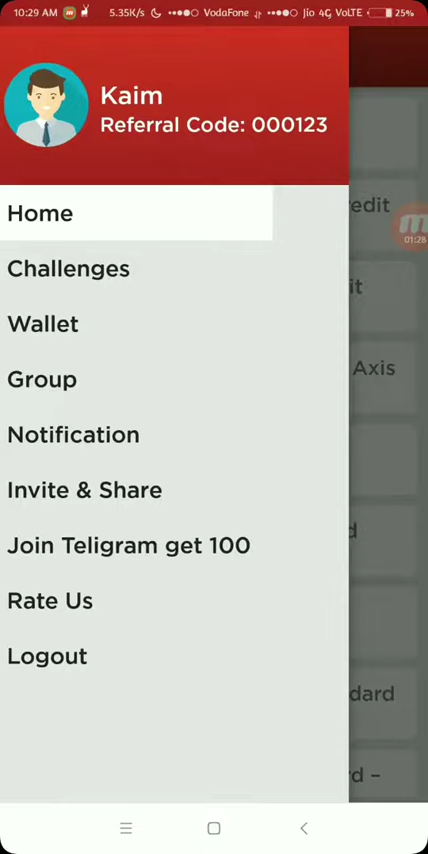 10:29 AM 5.35K/s VodaFone Jio 4G VoLTE 25%
Kaim
Referral Code: 000123
Home
edit
01:28
Challenges
it
Wallet
Axis
Group
Notification
Invite & Share
d
Join Teligram get 100
Rate Us
Logout
dard
d –